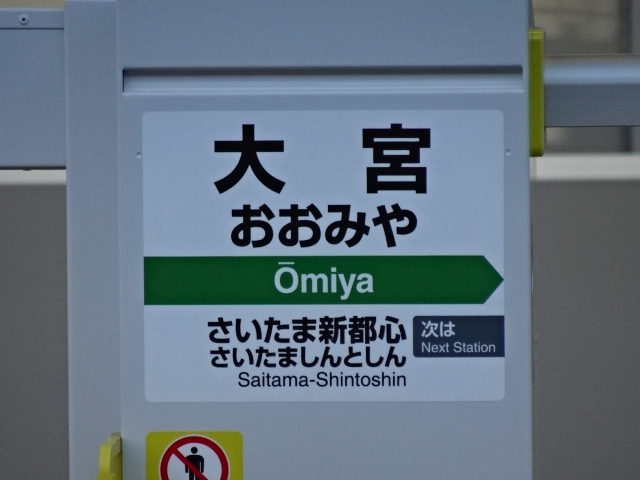 大宮
おおみや
Ōmiya
さいたま新都心
さいたましんとしん
Saitama-Shintoshin
次は
Next Station